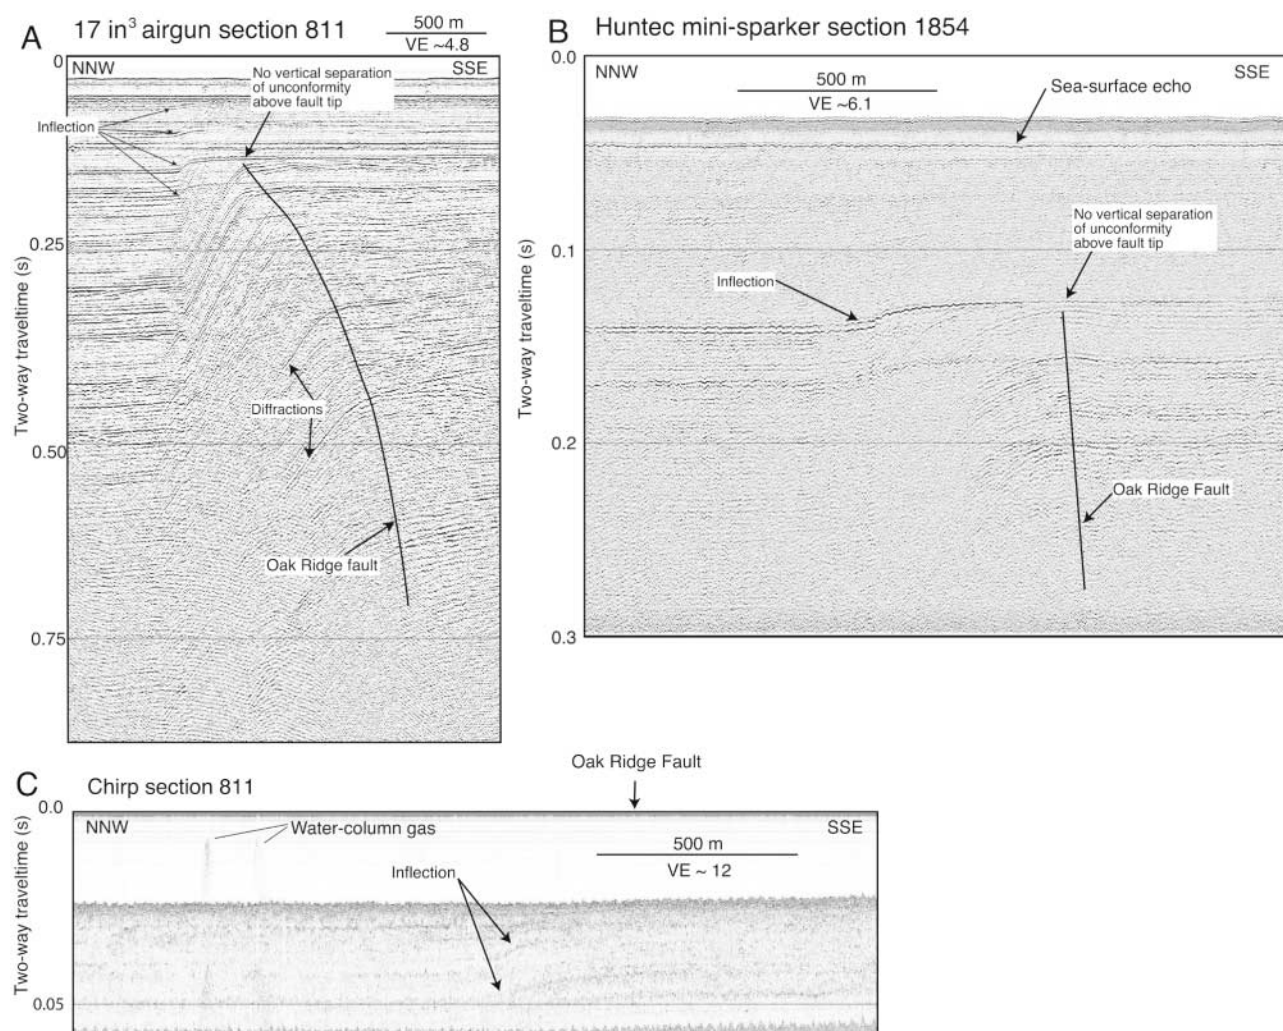 A
17 in³ airgun section 811
500 m
VE ~4.8
0
NNW
SSE
No vertical separation
of unconformity
above fault tip
Inflection
0.25
Two-way traveltime (s)
Diffractions
0.50
Oak Ridge fault
0.75
B
Huntec mini-sparker section 1854
0.0
NNW
SSE
500 m
VE ~6.1
Sea-surface echo
0.1
No vertical separation
of unconformity
above fault tip
Inflection
Two-way traveltime (s)
0.2
Oak Ridge Fault
0.3
C
Chirp section 811
Oak Ridge Fault
0.0
NNW
SSE
Water-column gas
500 m
VE ~ 12
Inflection
Two-way traveltime (s)
0.05